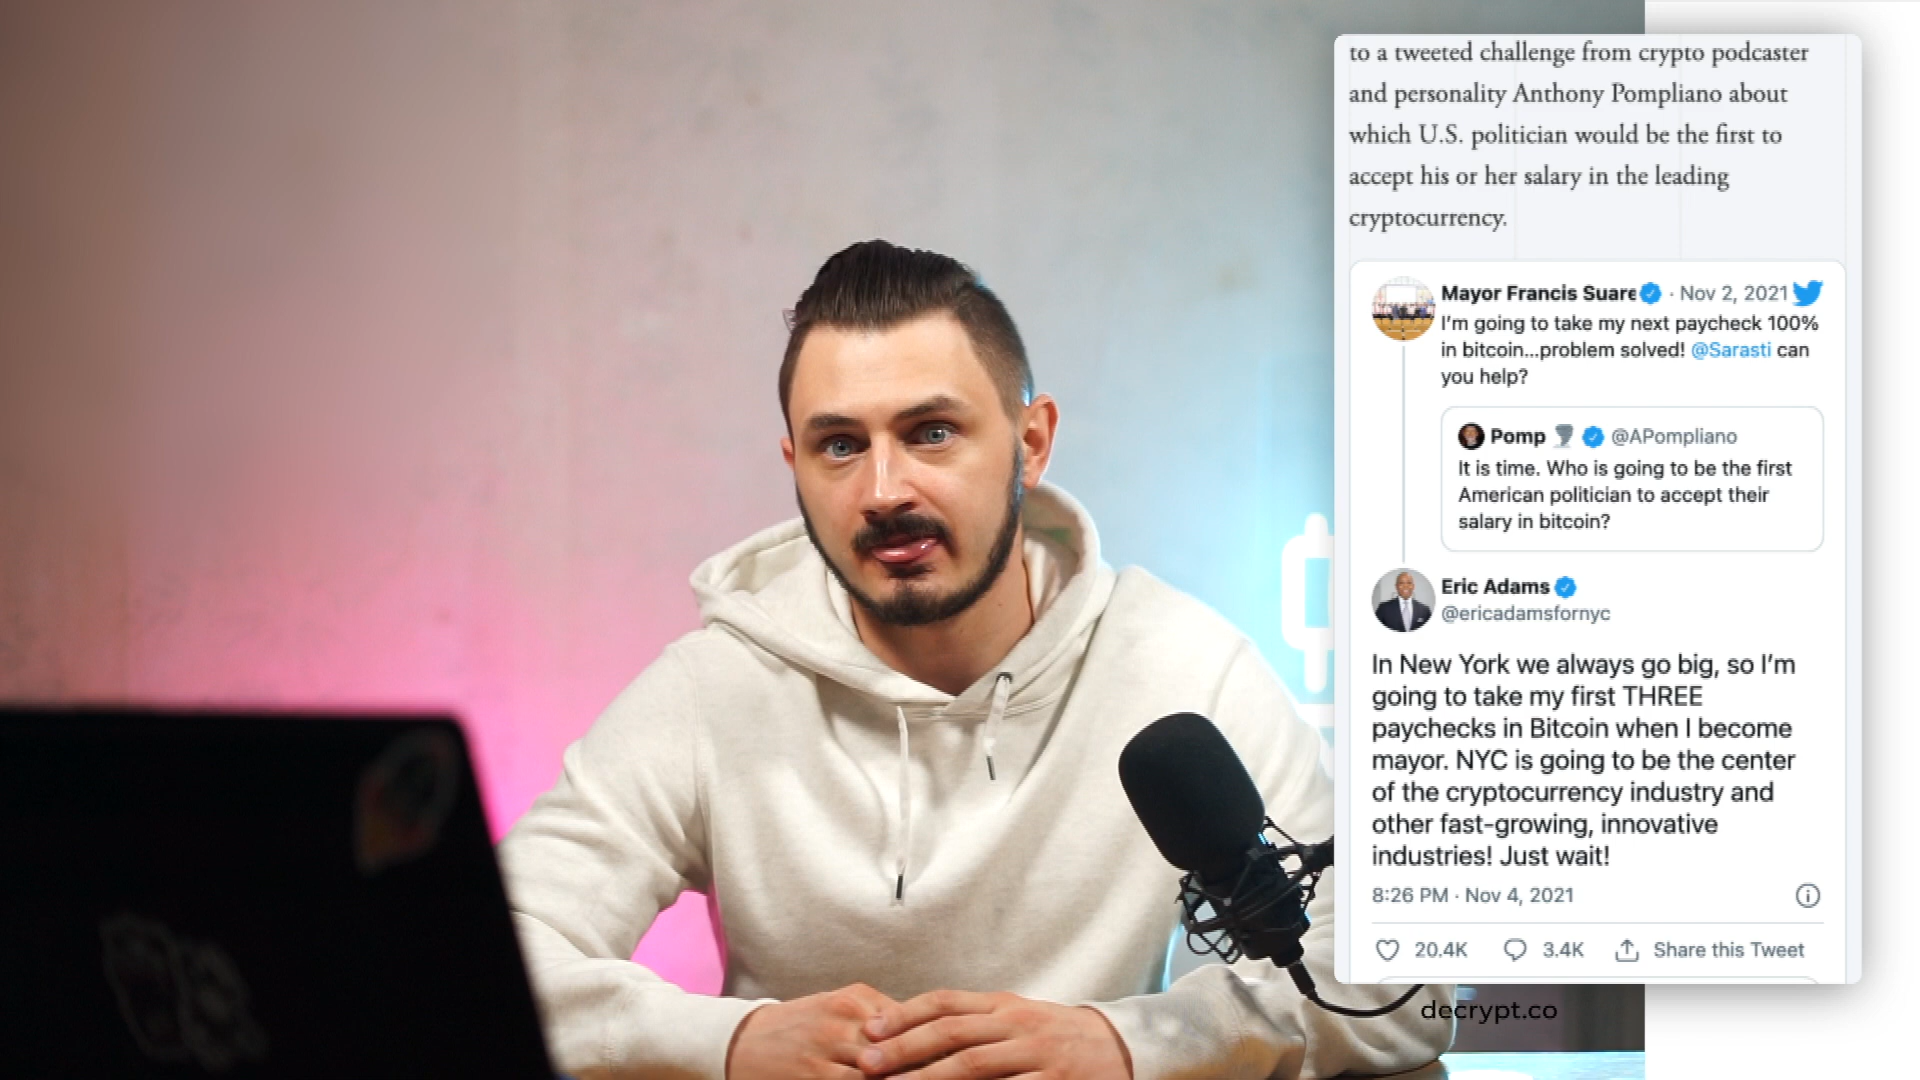 to a tweeted challenge from crypto podcaster
and personality Anthony Pompliano about
which U.S. politician would be the first to
accept his or her salary in the leading
cryptocurrency.
Mayor Francis Suare · Nov 2, 2021
I'm going to take my next paycheck 100%
in bitcoin...problem solved! @Sarasti can
you help?
Pomp @APompliano
It is time. Who is going to be the first
American politician to accept their
salary in bitcoin?
Eric Adams
@ericadamsfornyc
In New York we always go big, so I'm
going to take my first THREE
paychecks in Bitcoin when I become
mayor. NYC is going to be the center
of the cryptocurrency industry and
other fast-growing, innovative
industries! Just wait!
8:26 PM · Nov 4, 2021
20.4K 3.4K Share this Tweet
decrypt.co